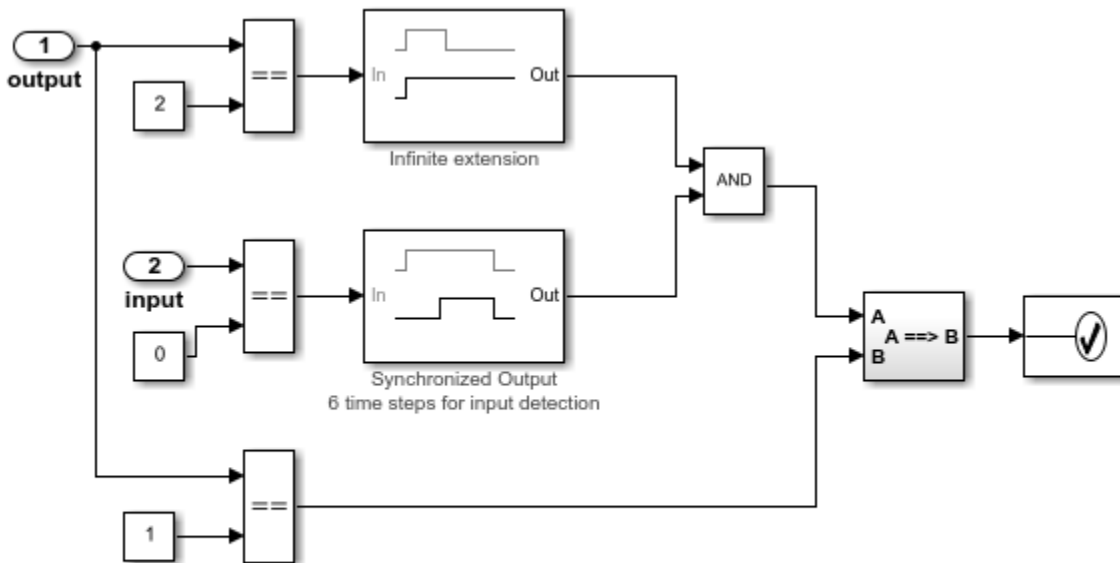 1
output
2
==
In
Out
Infinite extension
AND
2
input
0
==
In
Out
Synchronized Output
6 time steps for input detection
A
A ==> B
B
1
==